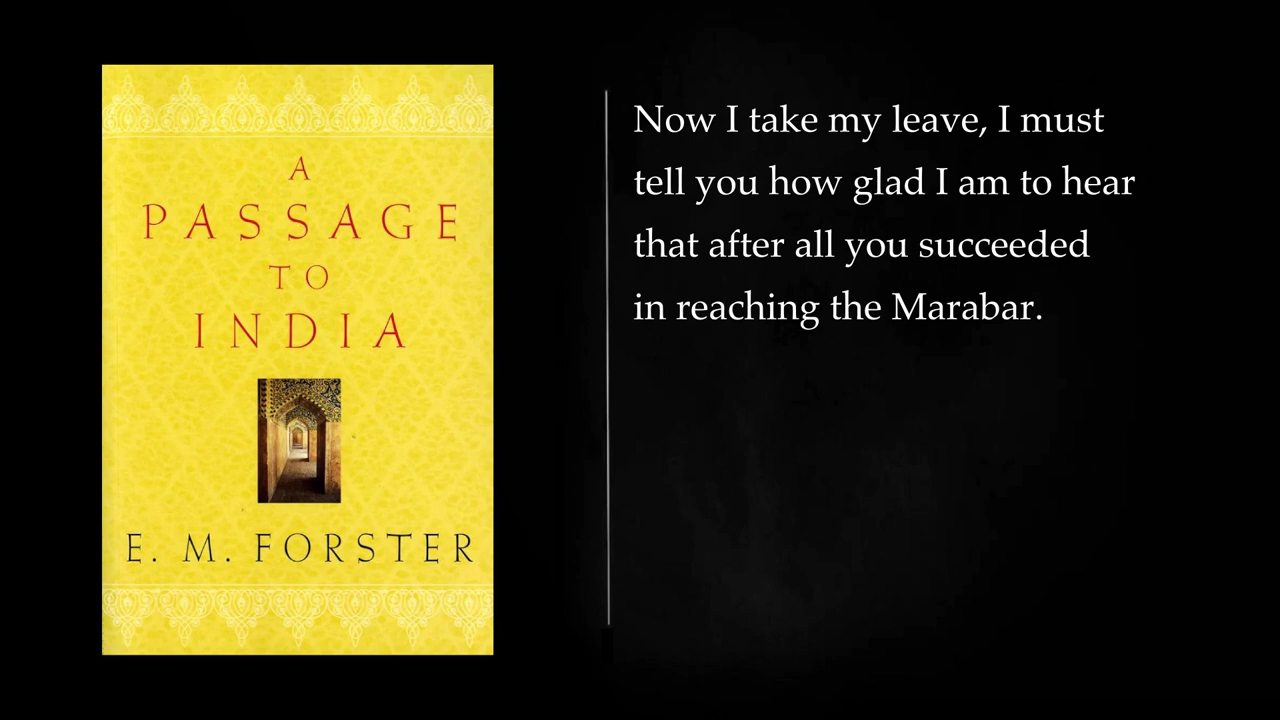 A
PASSAGE
TO
INDIA
E. M. FORSTER
Now I take my leave, I must
tell you how glad I am to hear
that after all you succeeded
in reaching the Marabar.